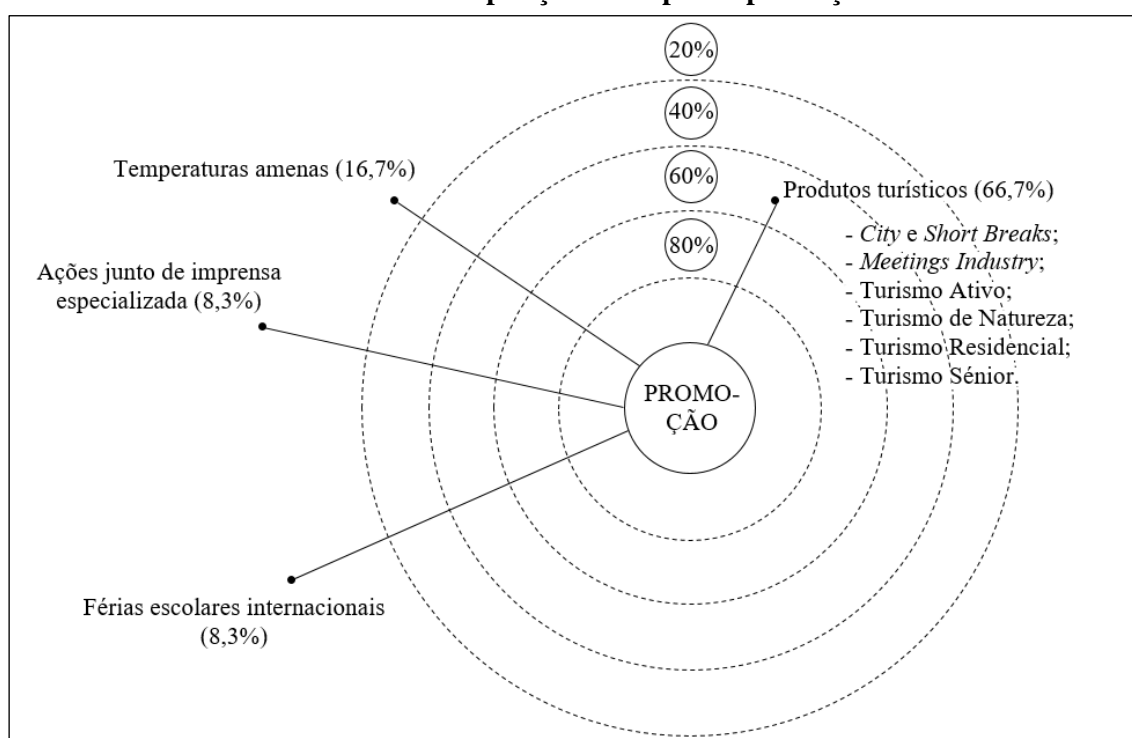 20%
40%
Temperaturas amenas (16,7%)
60%
Produtos turísticos (66,7%)
- City e Short Breaks;
80%
- Meetings Industry;
Ações junto de imprensa
especializada (8,3%)
- Turismo Ativo;
- Turismo de Natureza;
- Turismo Residencial;
- Turismo Sénior.
PROMO-
ÇÃO
Férias escolares internacionais
(8,3%)